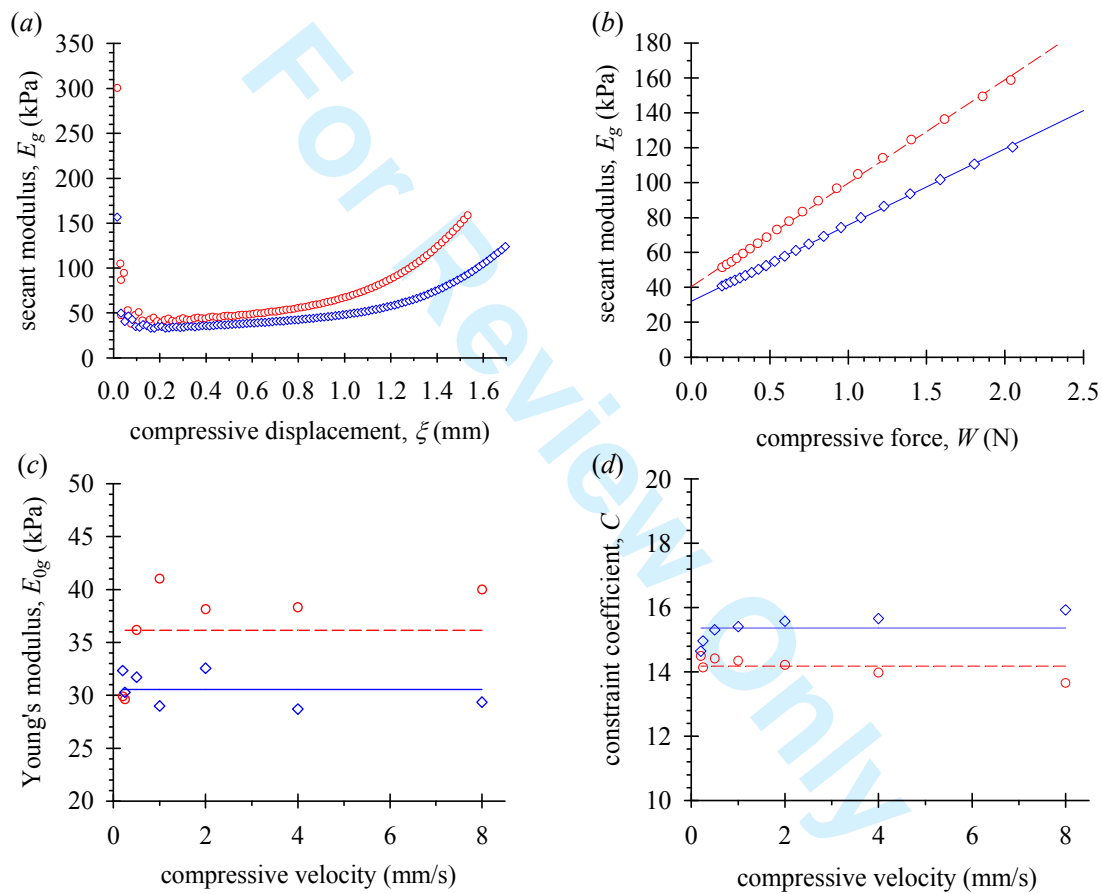 (a)
350
300
250
200
150
100
50
0
secant modulus, E_g (kPa)
0.0 0.2 0.4 0.6 0.8 1.0 1.2 1.4 1.6
compressive displacement, ξ (mm)
(b)
180
160
140
120
100
80
60
40
20
0
secant modulus, E_g (kPa)
0.0 0.5 1.0 1.5 2.0 2.5
compressive force, W (N)
(c)
50
45
40
35
30
25
20
Young's modulus, E_0g (kPa)
0 2 4 6 8
compressive velocity (mm/s)
(d)
20
18
16
14
12
10
constraint coefficient, C
0 2 4 6 8
compressive velocity (mm/s)
For Review Only